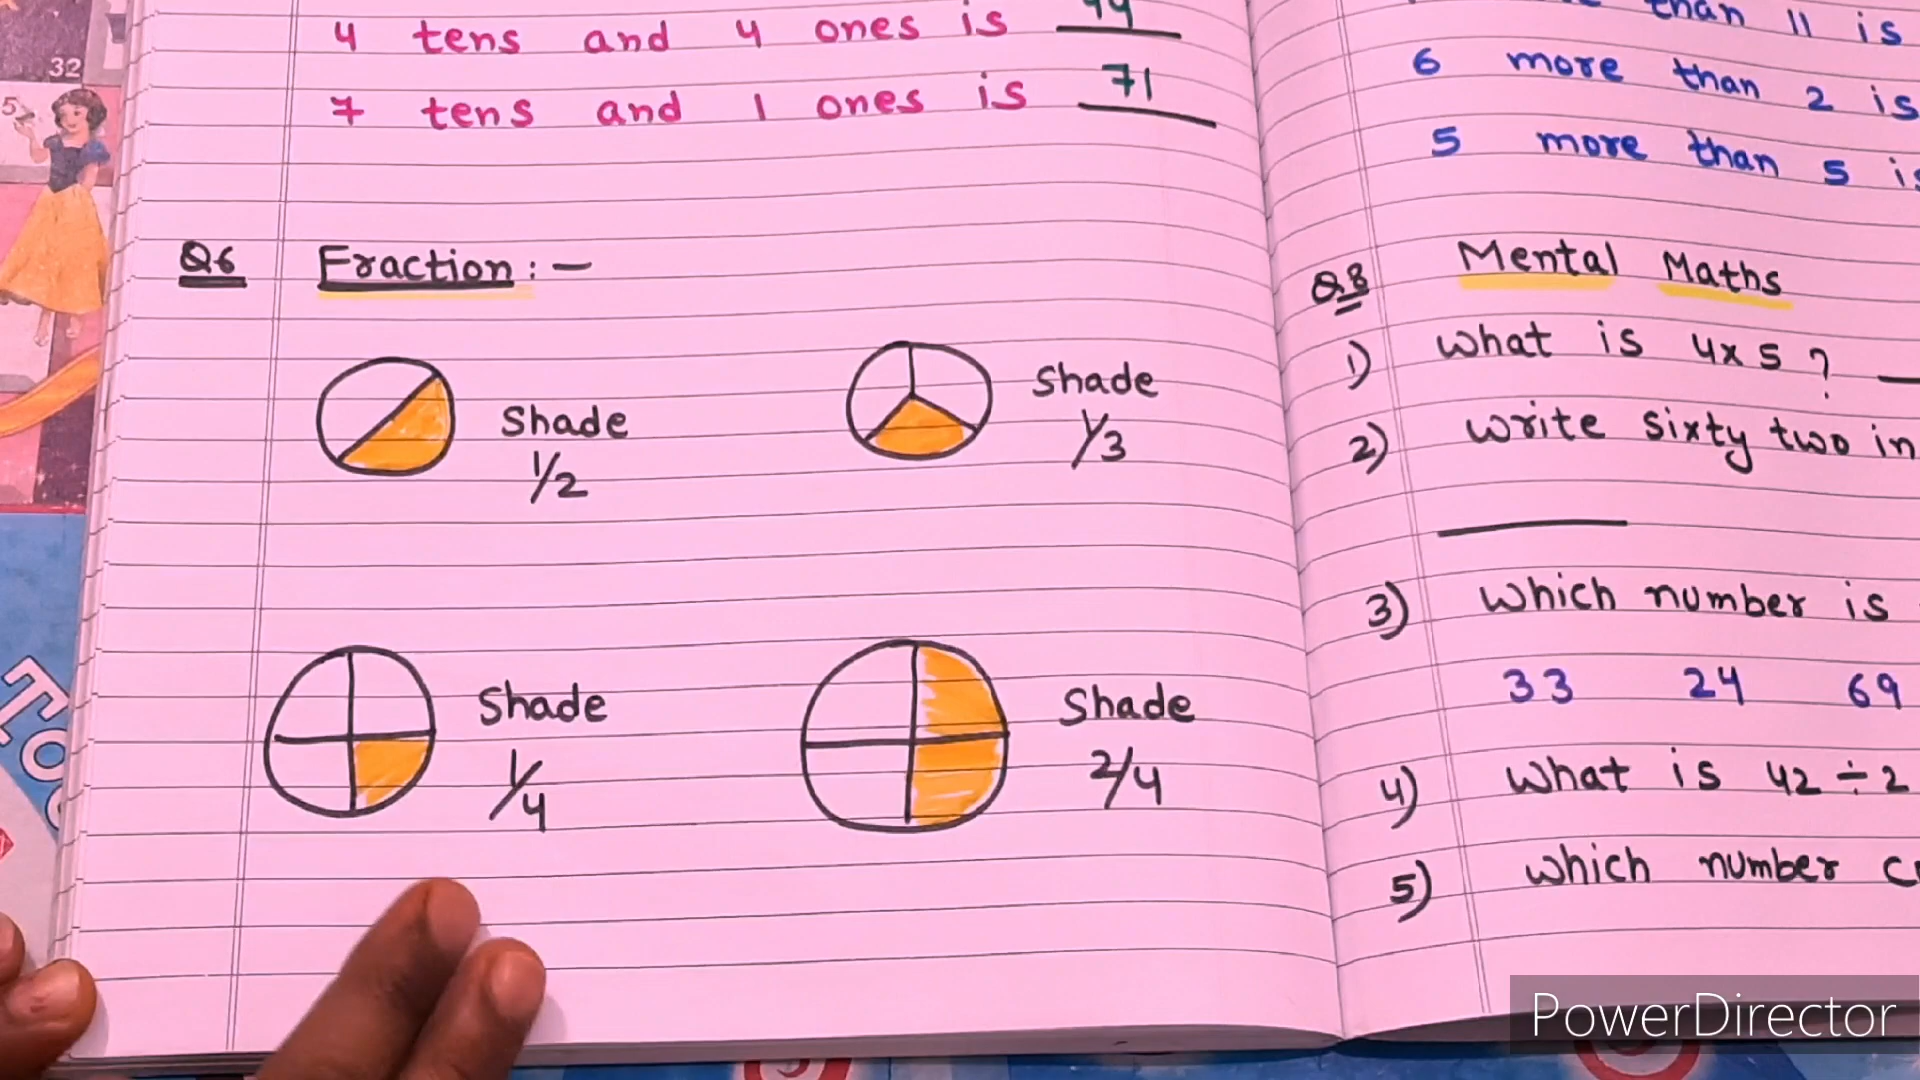 4 tens and 4 ones is 44
7 tens and 1 ones is 71
Q6 Fraction :-
Shade
1/2
Shade
1/3
Shade
1/4
Shade
2/4
than 11 is
6 more than 2 is
5 more than 5 is
Q8 Mental Maths
1) What is 4x5?
2) write sixty two in
3) Which number is
33 24 69
4) What is 42 ÷ 2
5) Which number
32
5
PowerDirector